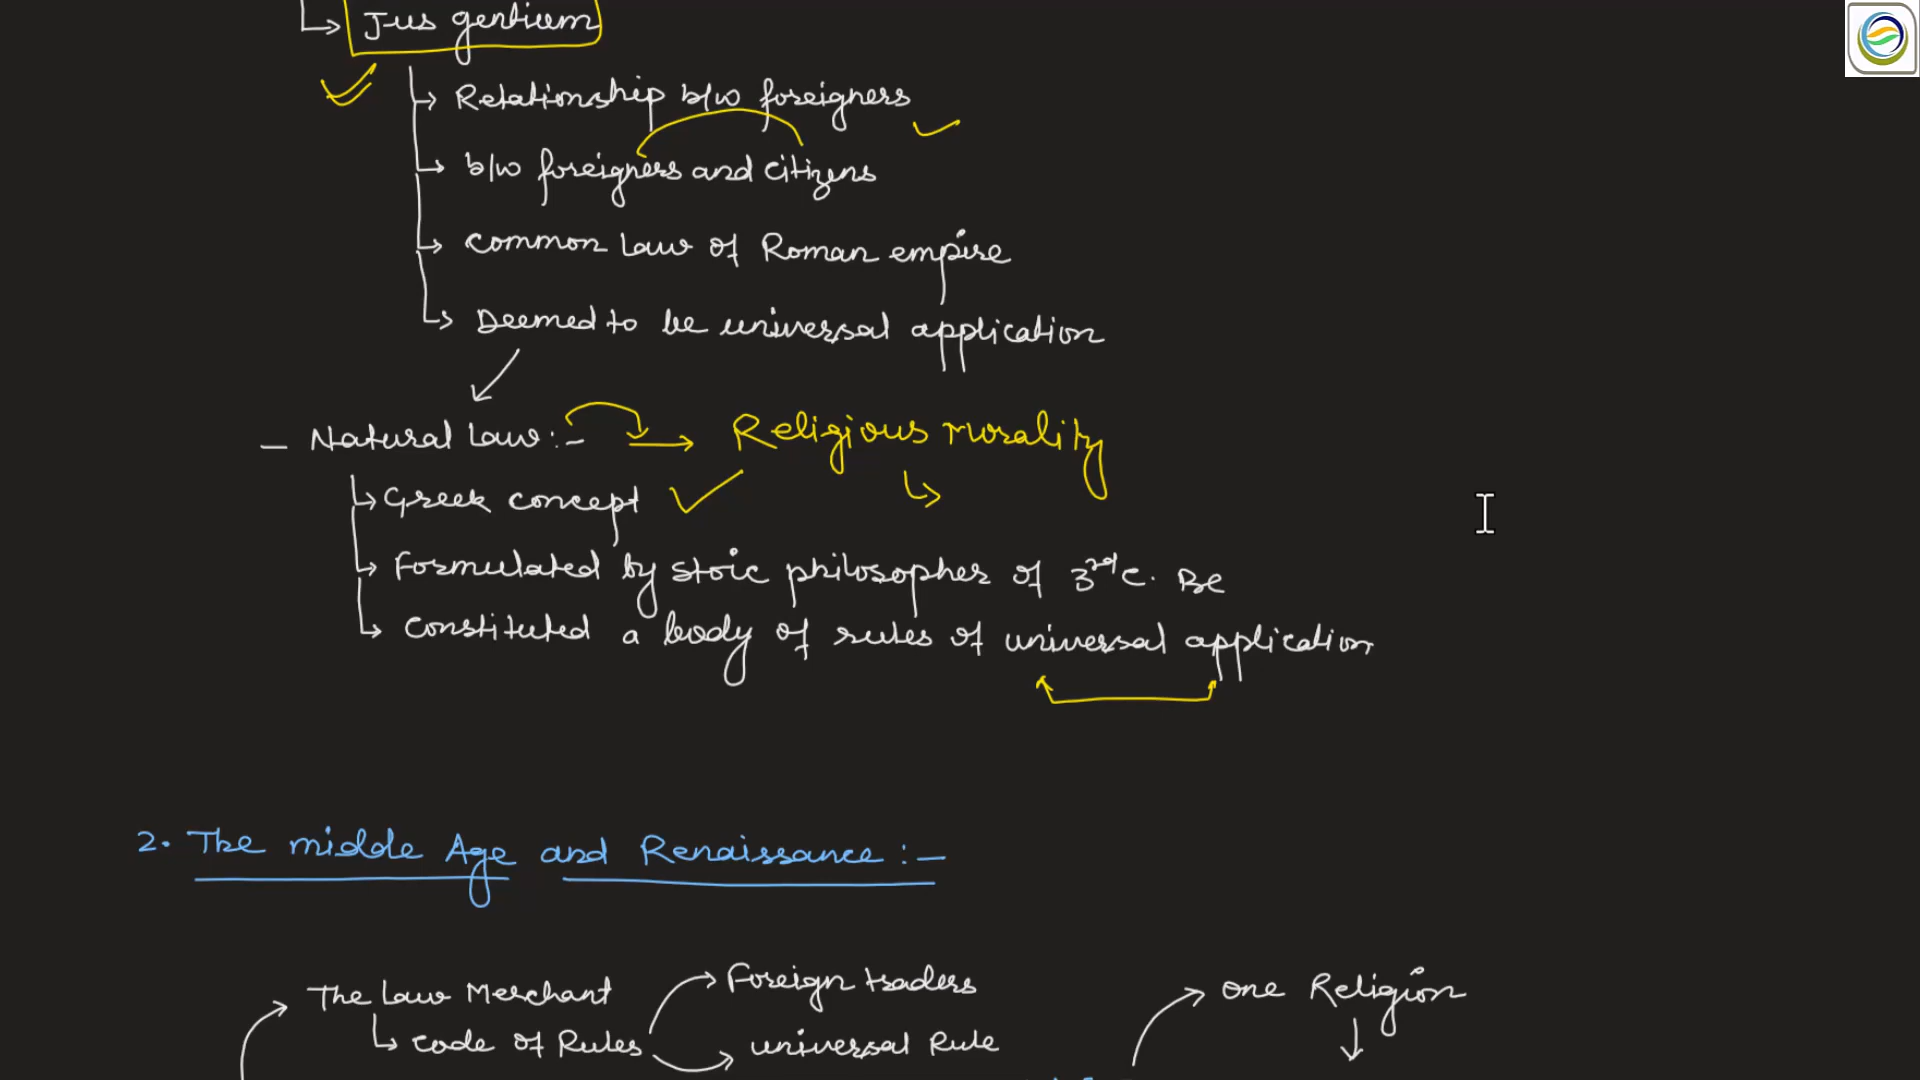 Jus gentium
Relationship b/w foreigners
b/w foreigners and citizens
common law of Roman empire
Deemed to be universal application
- Natural law :- → Religious morality
Greek concept
Formulated by stoic philosopher of 3rd C. BC
constituted a body of rules of universal application
2. The middle Age and Renaissance :-
The law Merchant
code of Rules
Foreign traders
universal Rule
one Religion